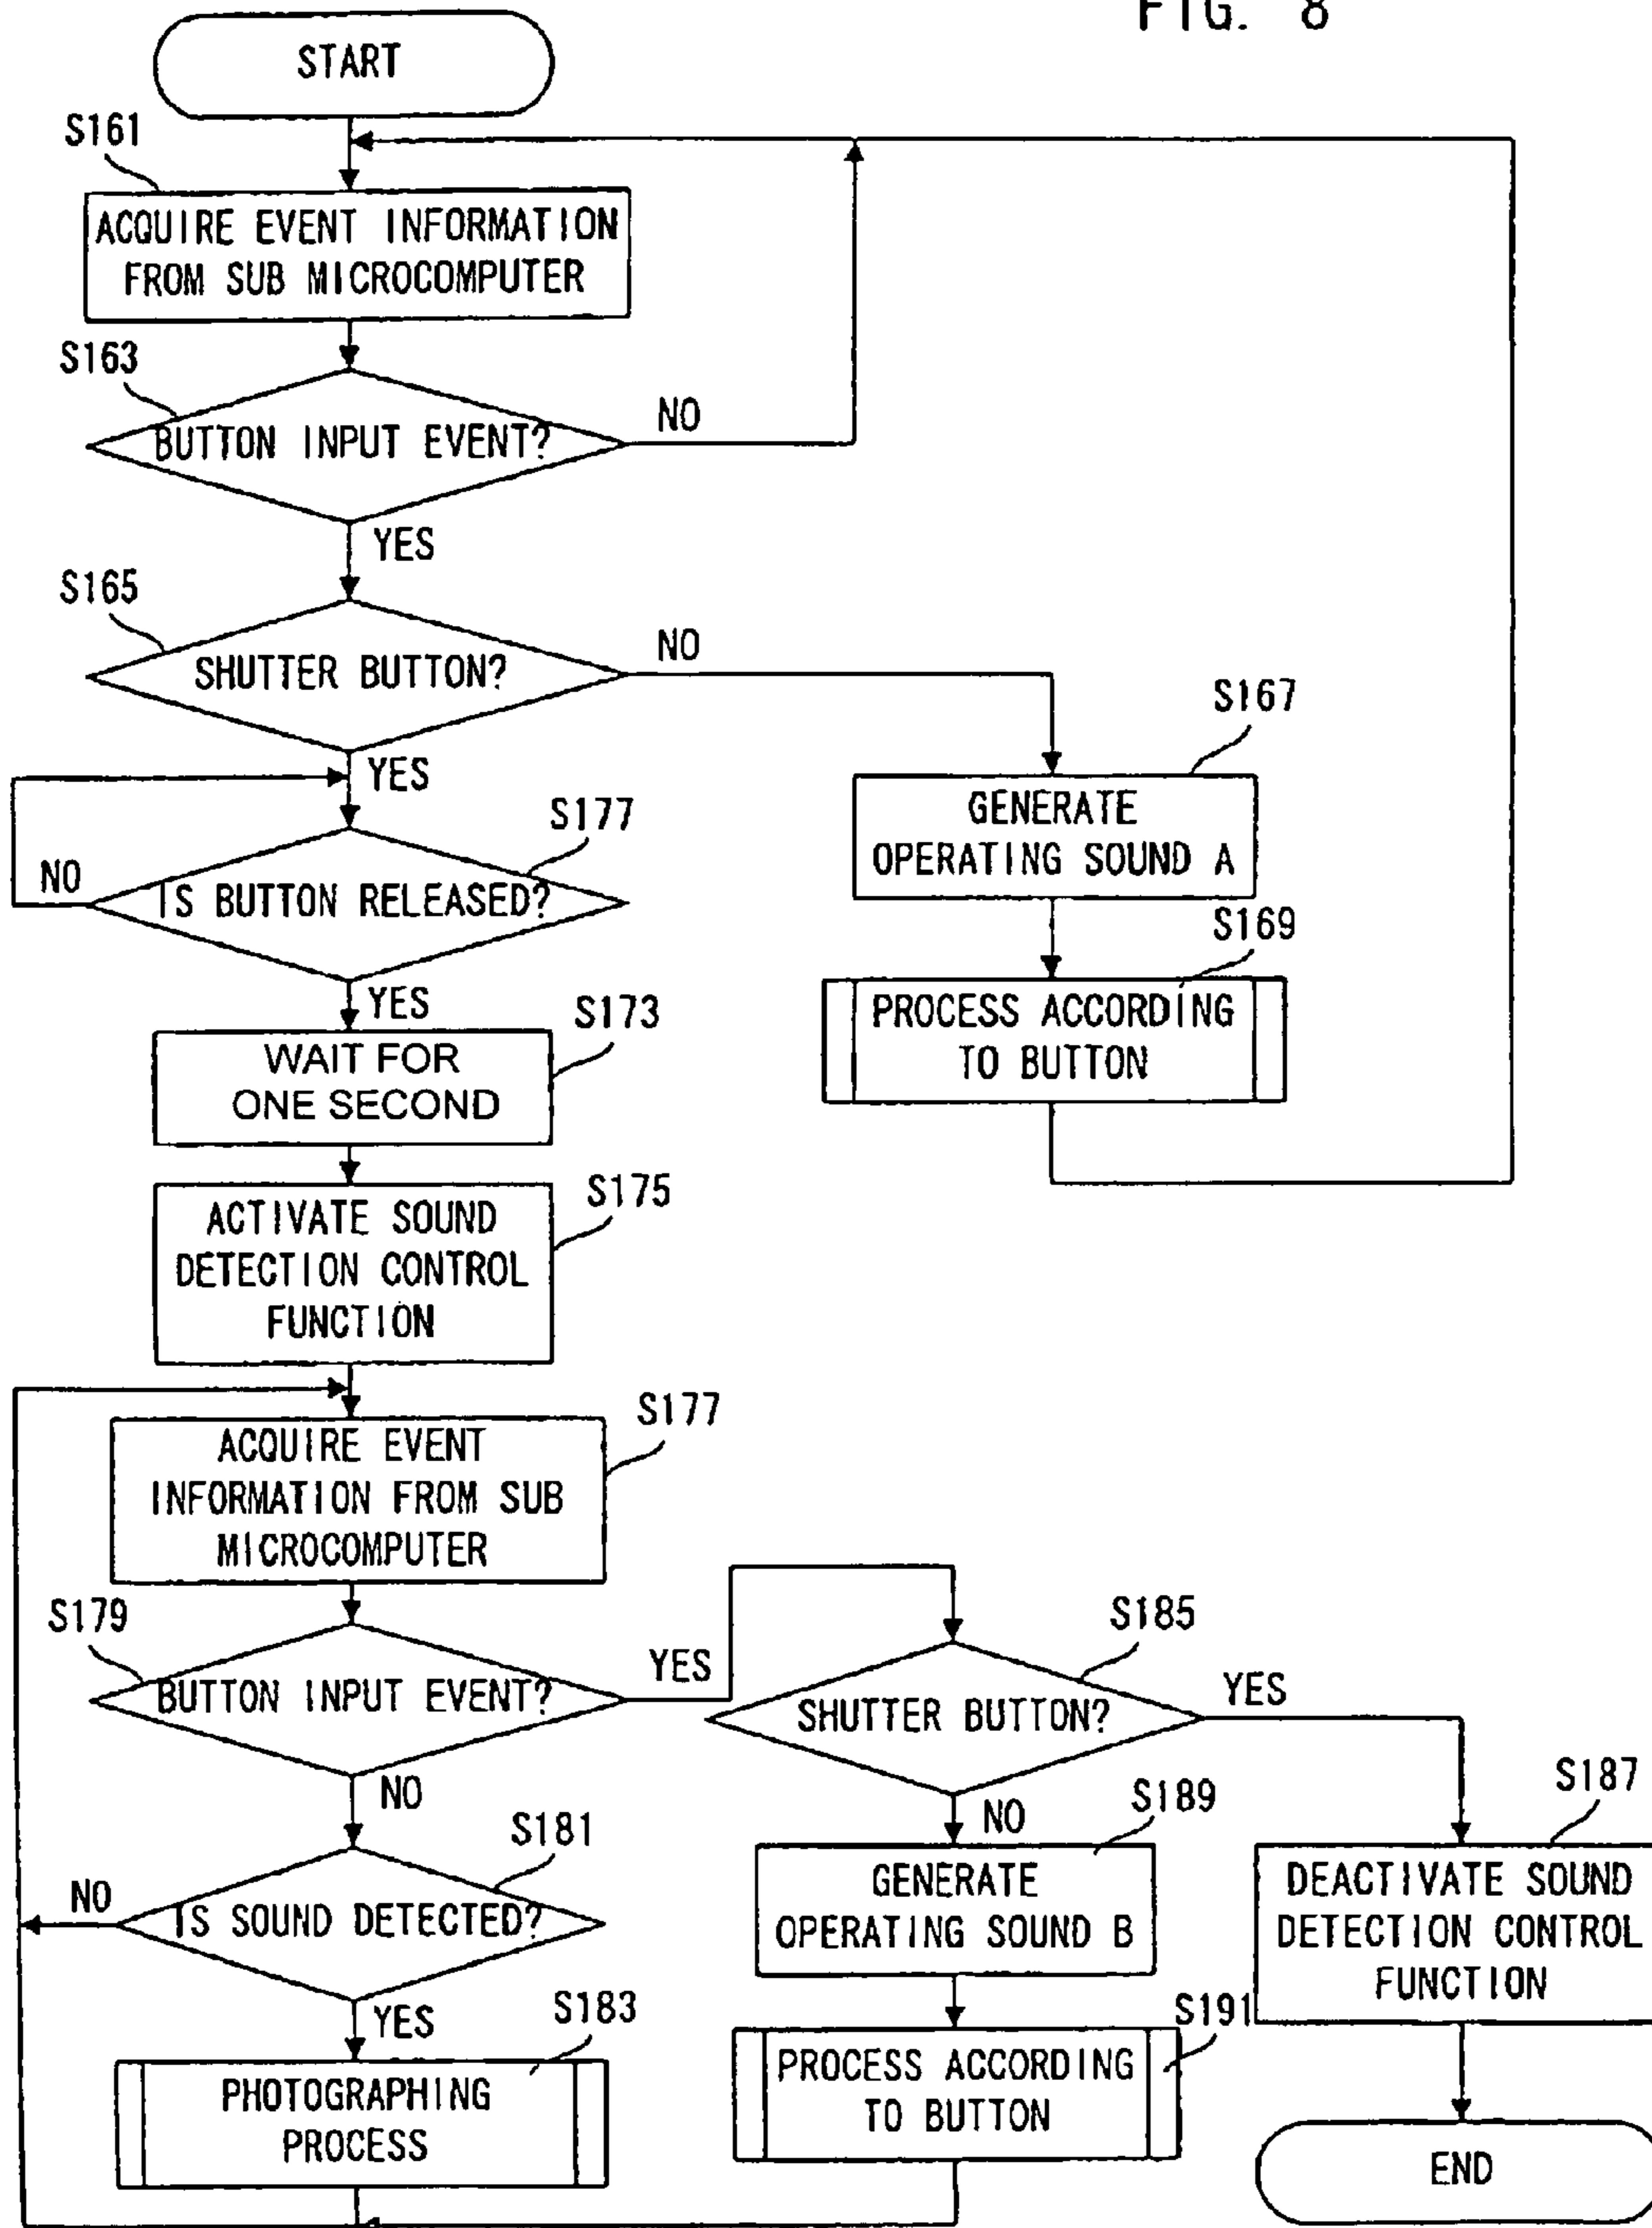 FIG. 8
START
S161
ACQUIRE EVENT INFORMATION
FROM SUB MICROCOMPUTER
S163
BUTTON INPUT EVENT?
NO
YES
S165
SHUTTER BUTTON?
NO
YES
S167
GENERATE
OPERATING SOUND A
S169
PROCESS ACCORDING
TO BUTTON
S177
IS BUTTON RELEASED?
NO
YES
S173
WAIT FOR
ONE SECOND
S175
ACTIVATE SOUND
DETECTION CONTROL
FUNCTION
S177
ACQUIRE EVENT
INFORMATION FROM SUB
MICROCOMPUTER
S179
BUTTON INPUT EVENT?
YES
NO
S185
SHUTTER BUTTON?
YES
NO
S181
IS SOUND DETECTED?
NO
YES
S183
PHOTOGRAPHING
PROCESS
S189
GENERATE
OPERATING SOUND B
S191
PROCESS ACCORDING
TO BUTTON
S187
DEACTIVATE SOUND
DETECTION CONTROL
FUNCTION
END